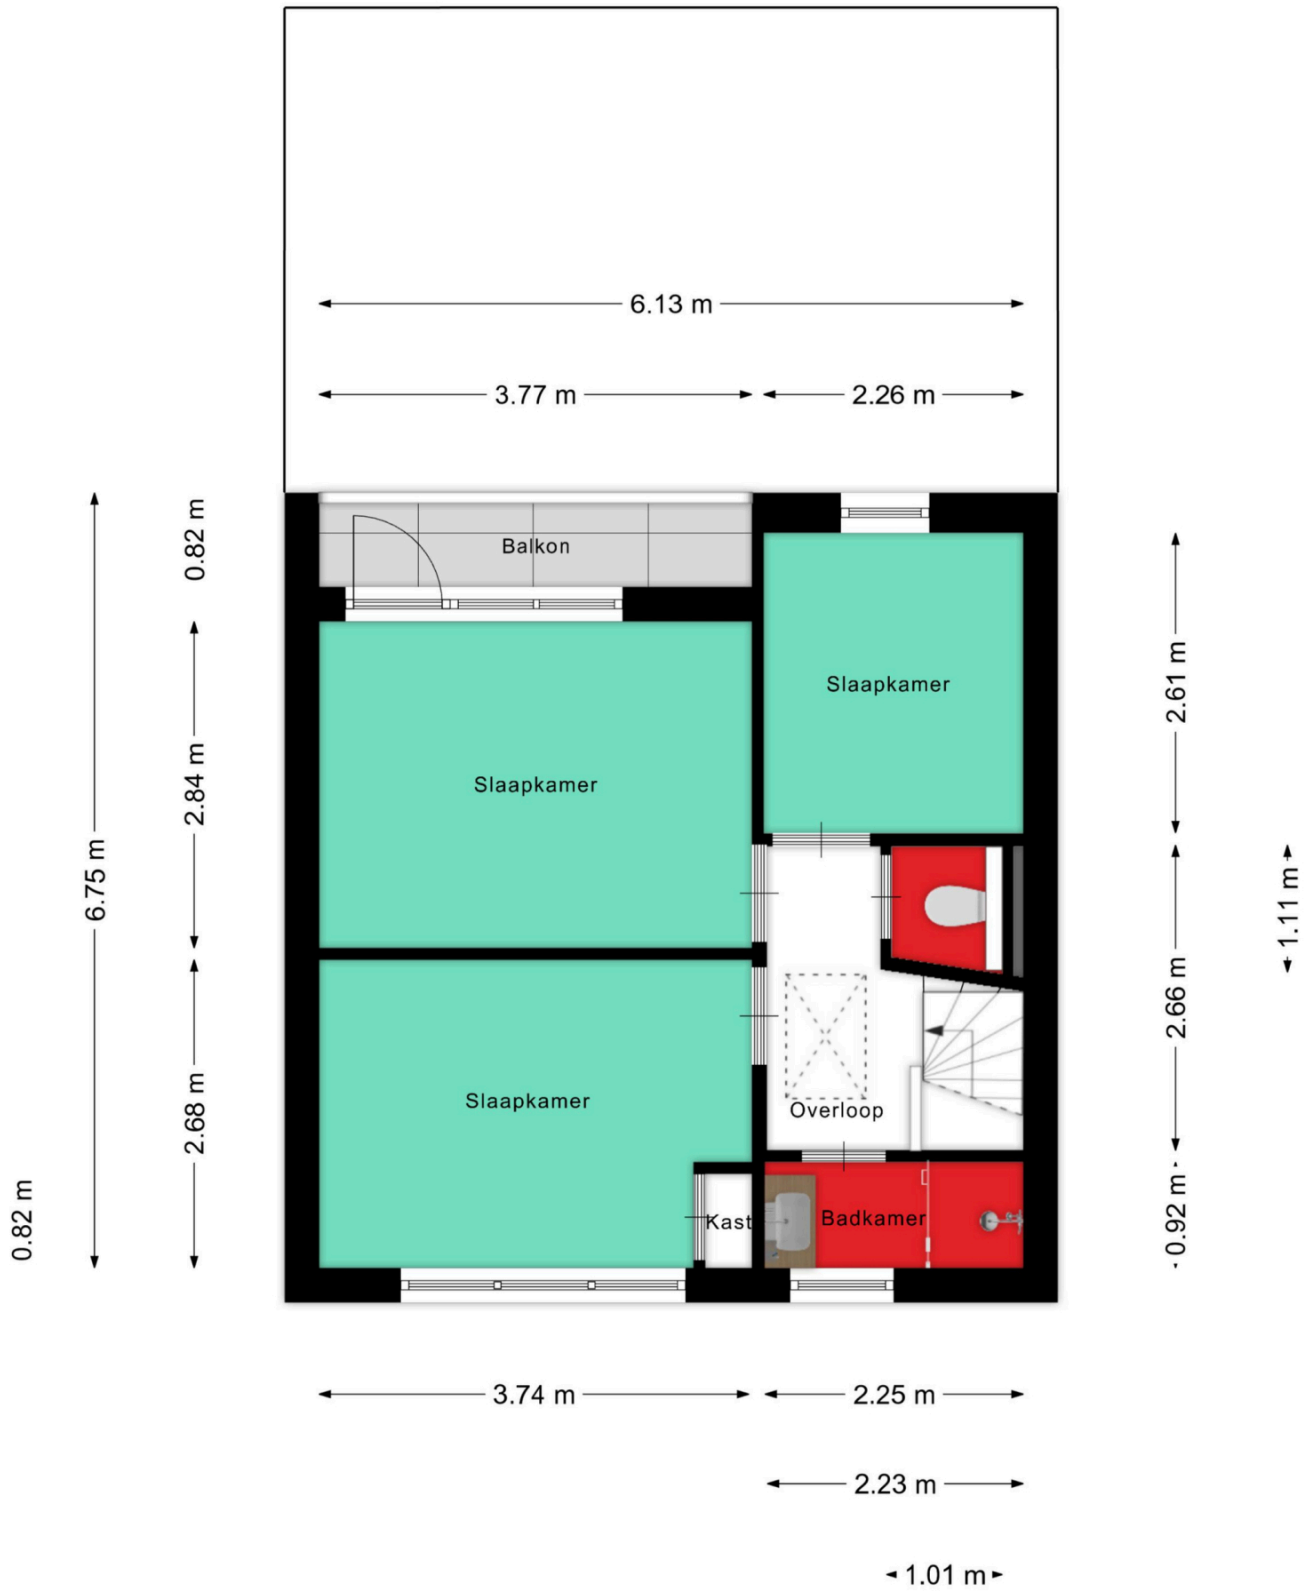 6.13 m
3.77 m
2.26 m
0.82 m
Balkon
2.61 m
Slaapkamer
2.84 m
Slaapkamer
6.75 m
1.11 m
2.66 m
2.68 m
Slaapkamer
Overloop
0.82 m
Kast
Badkamer
0.92 m
3.74 m
2.25 m
2.23 m
1.01 m